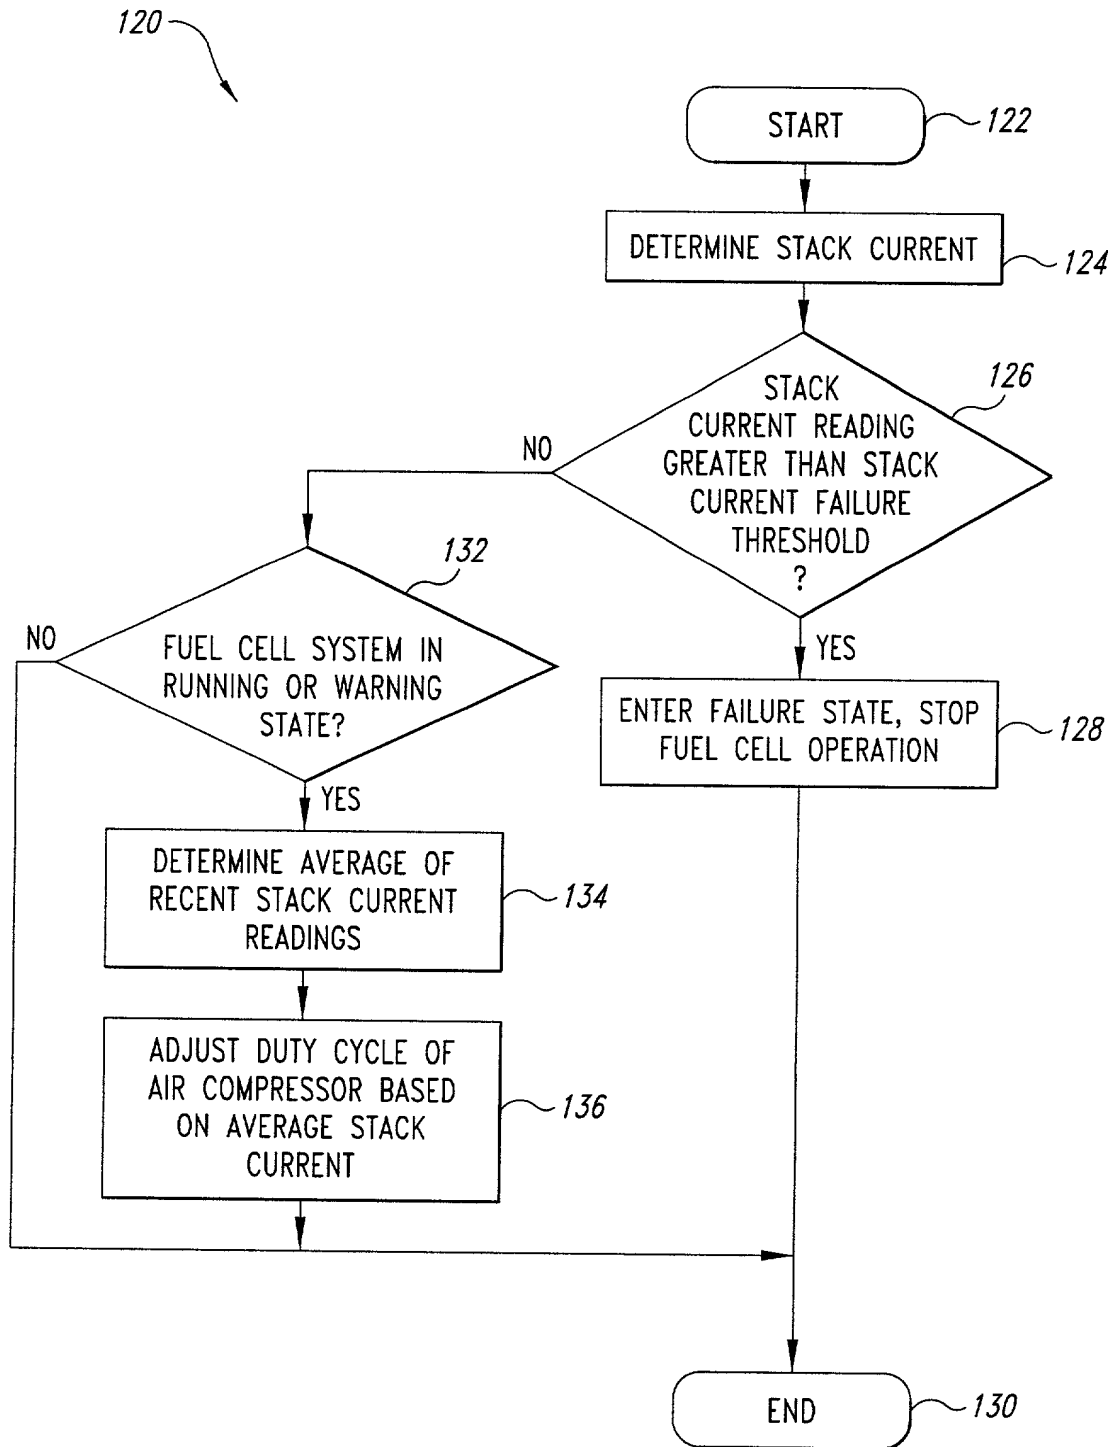 120
START
122
DETERMINE STACK CURRENT
124
STACK
CURRENT READING
GREATER THAN STACK
CURRENT FAILURE
THRESHOLD
?
126
NO
YES
132
FUEL CELL SYSTEM IN
RUNNING OR WARNING
STATE?
NO
YES
ENTER FAILURE STATE, STOP
FUEL CELL OPERATION
128
DETERMINE AVERAGE OF
RECENT STACK CURRENT
READINGS
134
ADJUST DUTY CYCLE OF
AIR COMPRESSOR BASED
ON AVERAGE STACK
CURRENT
136
END
130